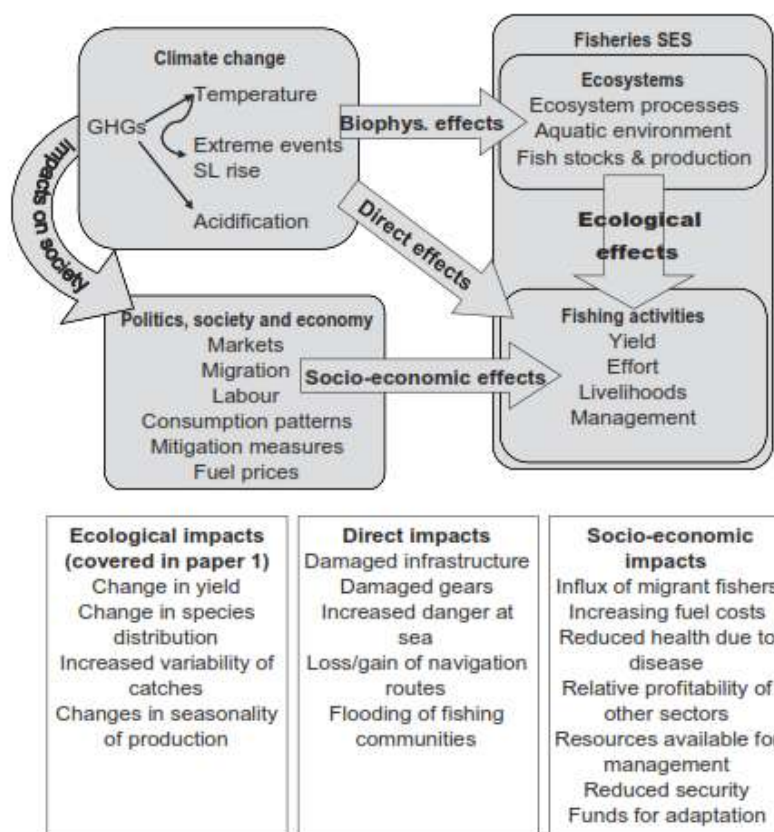 Climate change
GHGs
Temperature
Extreme events
SL rise
Acidification
Impacts on society
Biophys. effects
Direct effects
Fisheries SES
Ecosystems
Ecosystem processes
Aquatic environment
Fish stocks & production
Ecological
effects
Politics, society and economy
Markets
Migration
Labour
Consumption patterns
Mitigation measures
Fuel prices
Socio-economic effects
Fishing activities
Yield
Effort
Livelihoods
Management
Ecological impacts
(covered in paper 1)
Change in yield
Change in species
distribution
Increased variability of
catches
Changes in seasonality
of production
Direct impacts
Damaged infrastructure
Damaged gears
Increased danger at
sea
Loss/gain of navigation
routes
Flooding of fishing
communities
Socio-economic
impacts
Influx of migrant fishers
Increasing fuel costs
Reduced health due to
disease
Relative profitability of
other sectors
Resources available for
management
Reduced security
Funds for adaptation